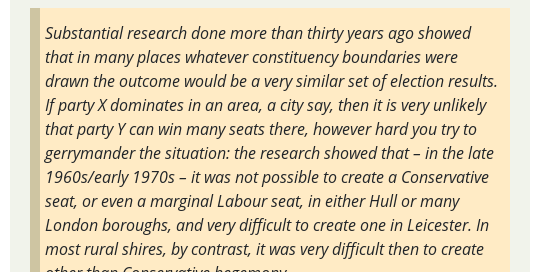 Substantial research done more than thirty years ago showed
that in many places whatever constituency boundaries were
drawn the outcome would be a very similar set of election results.
If party X dominates in an area, a city say, then it is very unlikely
that party Y can win many seats there, however hard you try to
gerrymander the situation: the research showed that – in the late
1960s/early 1970s – it was not possible to create a Conservative
seat, or even a marginal Labour seat, in either Hull or many
London boroughs, and very difficult to create one in Leicester. In
most rural shires, by contrast, it was very difficult then to create
other than Conservative hegemony.